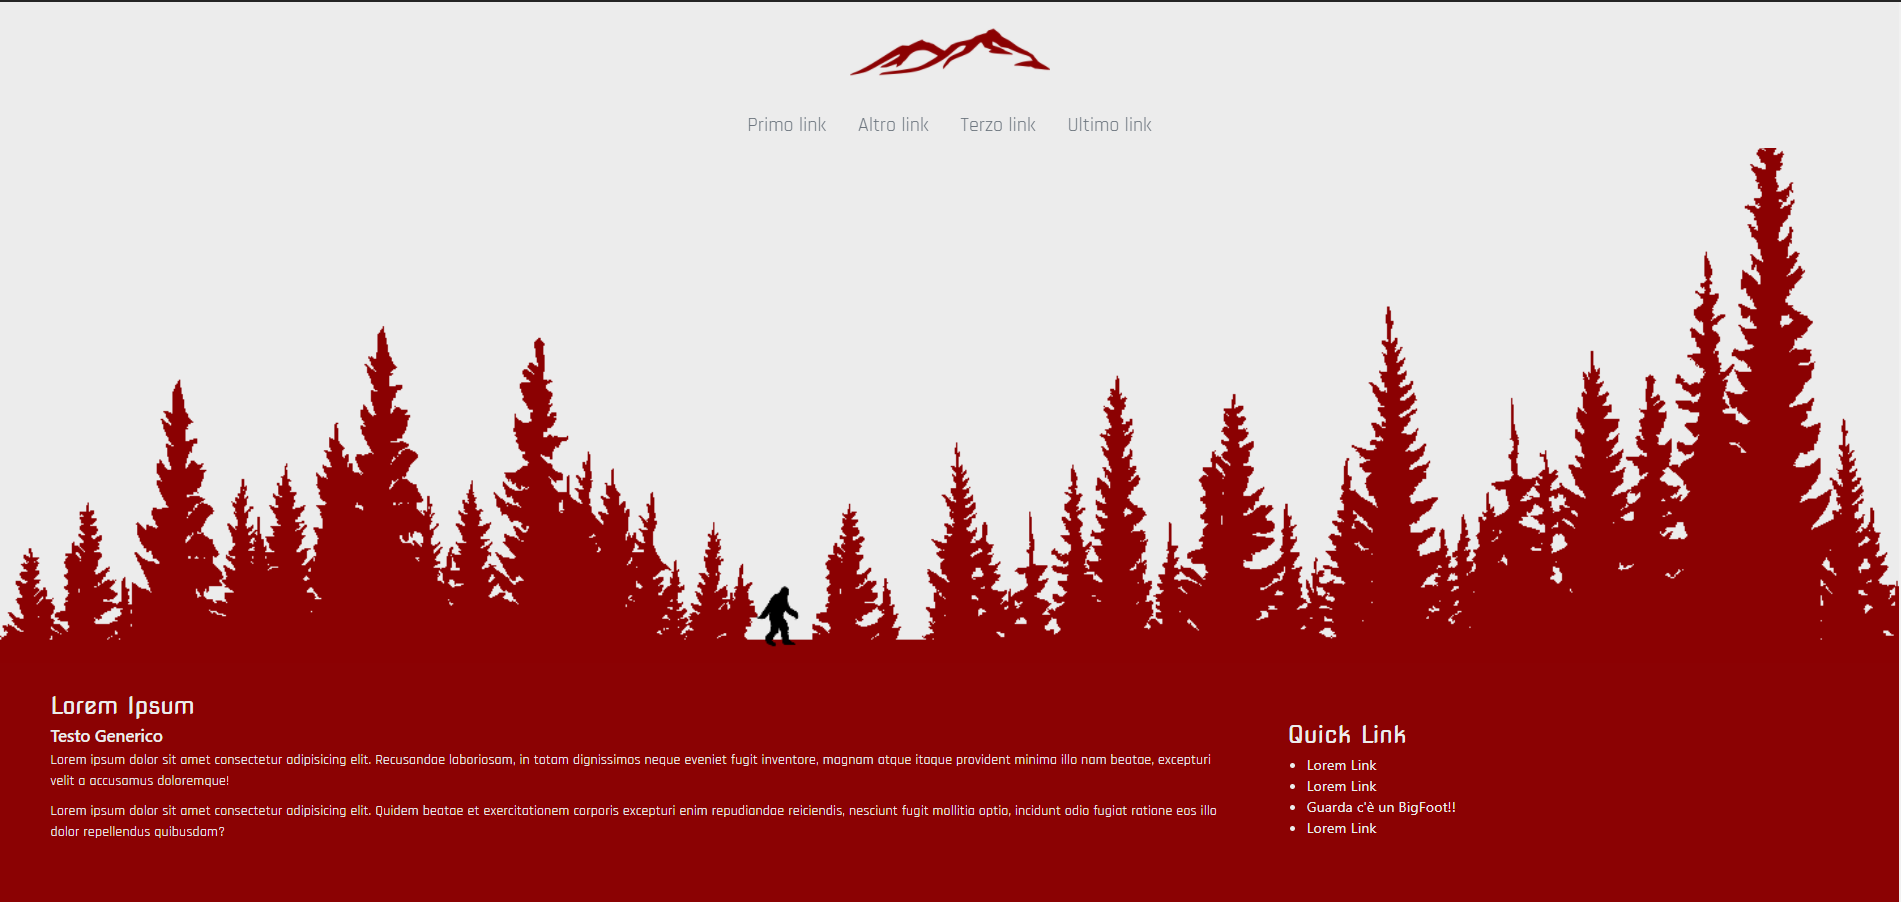 Primo link Altro link Terzo link Ultimo link
Lorem Ipsum
Testo Generico
Lorem ipsum dolor sit amet consectetur adipisicing elit. Recusandae laboriosam, in totam dignissimos neque eveniet fugit inventore, magnam atque itaque provident minima illo nam beatae, excepturi
velit a accusamus doloremque!
Lorem ipsum dolor sit amet consectetur adipisicing elit. Quidem beatae et exercitationem corporis excepturi enim repudiandae reiciendis, nesciunt fugit mollitia optio, incidunt odio fugiat ratione eos illo
dolor repellendus quibusdam?
Quick Link
Lorem Link
Lorem Link
Guarda c'è un BigFoot!!
Lorem Link